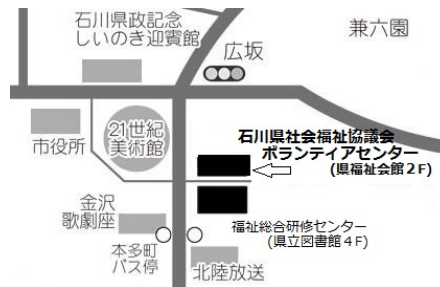 石川県政記念
しいのき迎賓館
兼六園
広坂
市役所
21世紀
美術館
石川県社会福祉協議会
ボランティアセンター
(県福祉会館２F)
金沢
歌劇座
福祉総合研修センター
(県立図書館４F)
本多町
バス停
北陸放送